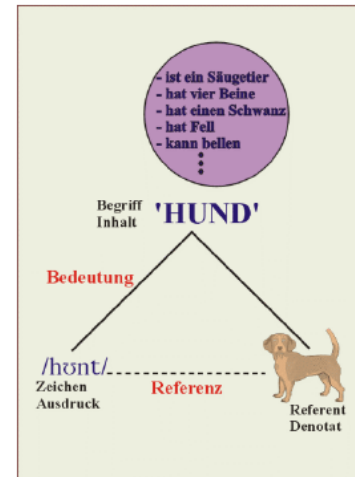 - ist ein Säugetier
- hat vier Beine
- hat einen Schwanz
- hat Fell
- kann bellen
Begriff
Inhalt
'HUND'
Bedeutung
/hʊnt/
Zeichen
Ausdruck
Referenz
Referent
Denotat